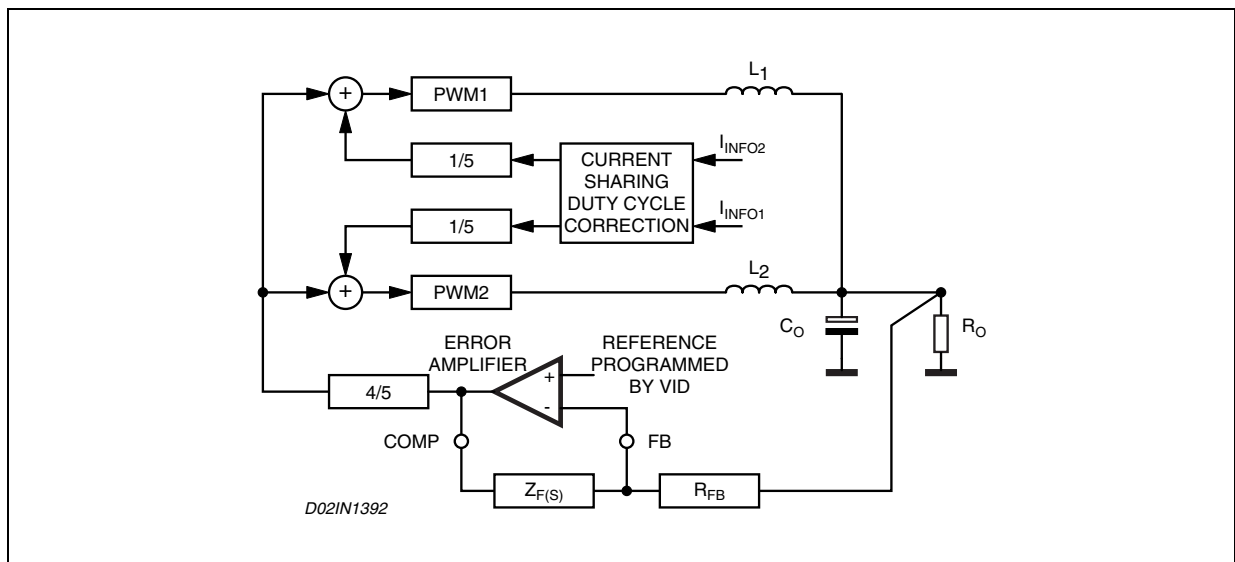 L1
PWM1
IINFO2
1/5
CURRENT
SHARING
DUTY CYCLE
CORRECTION
IINFO1
1/5
L2
PWM2
CO
RO
ERROR
AMPLIFIER
REFERENCE
PROGRAMMED
BY VID
4/5
COMP
FB
ZF(S)
RFB
D02IN1392
+
+
+
-